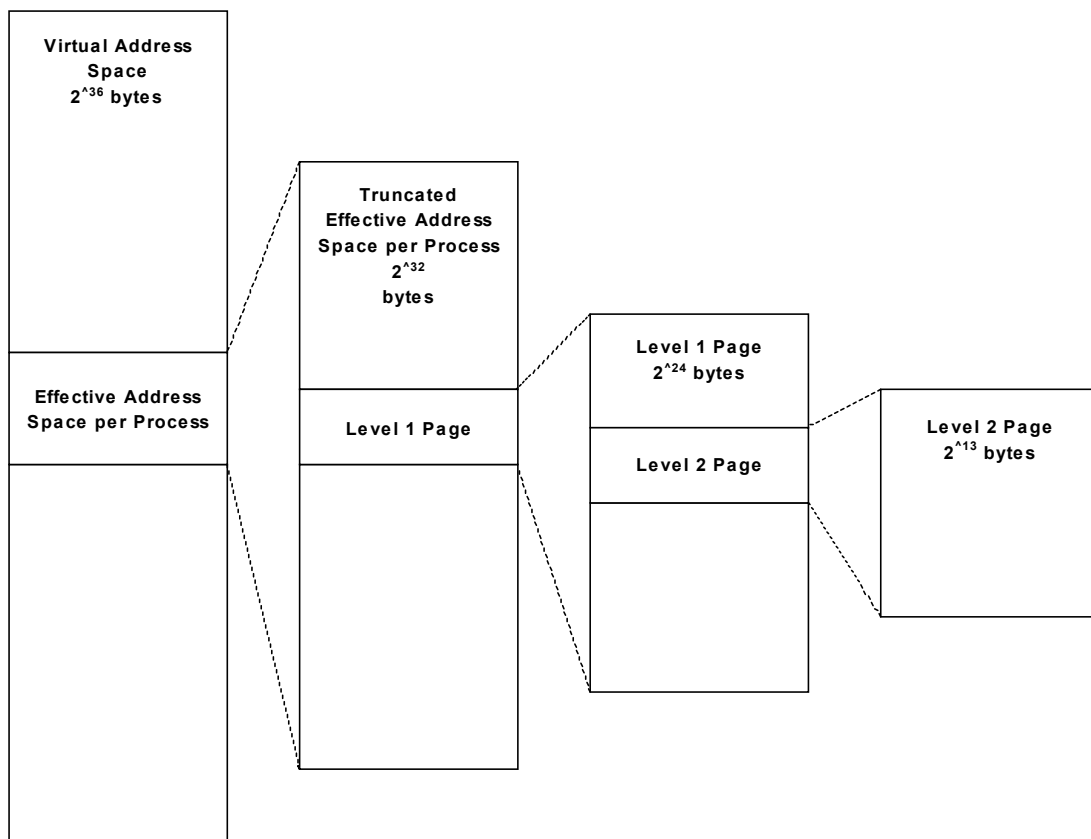 Virtual Address
Space
2^36 bytes
Effective Address
Space per Process
Truncated
Effective Address
Space per Process
2^32
bytes
Level 1 Page
Level 1 Page
2^24 bytes
Level 2 Page
Level 2 Page
2^13 bytes